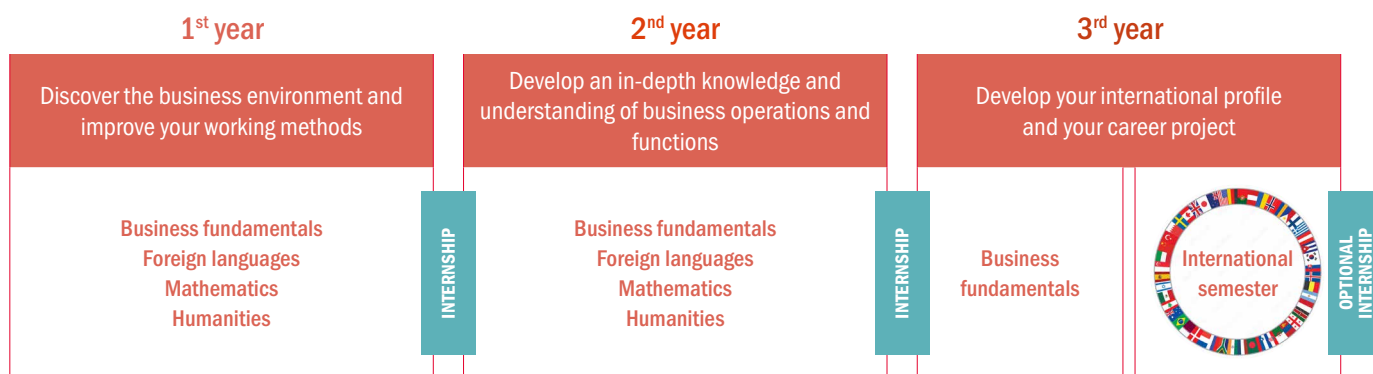 1st year
Discover the business environment and
improve your working methods
Business fundamentals
Foreign languages
Mathematics
Humanities
INTERNSHIP
2nd year
Develop an in-depth knowledge and
understanding of business operations and
functions
Business fundamentals
Foreign languages
Mathematics
Humanities
INTERNSHIP
3rd year
Develop your international profile
and your career project
Business
fundamentals
International
semester
OPTIONAL
INTERNSHIP